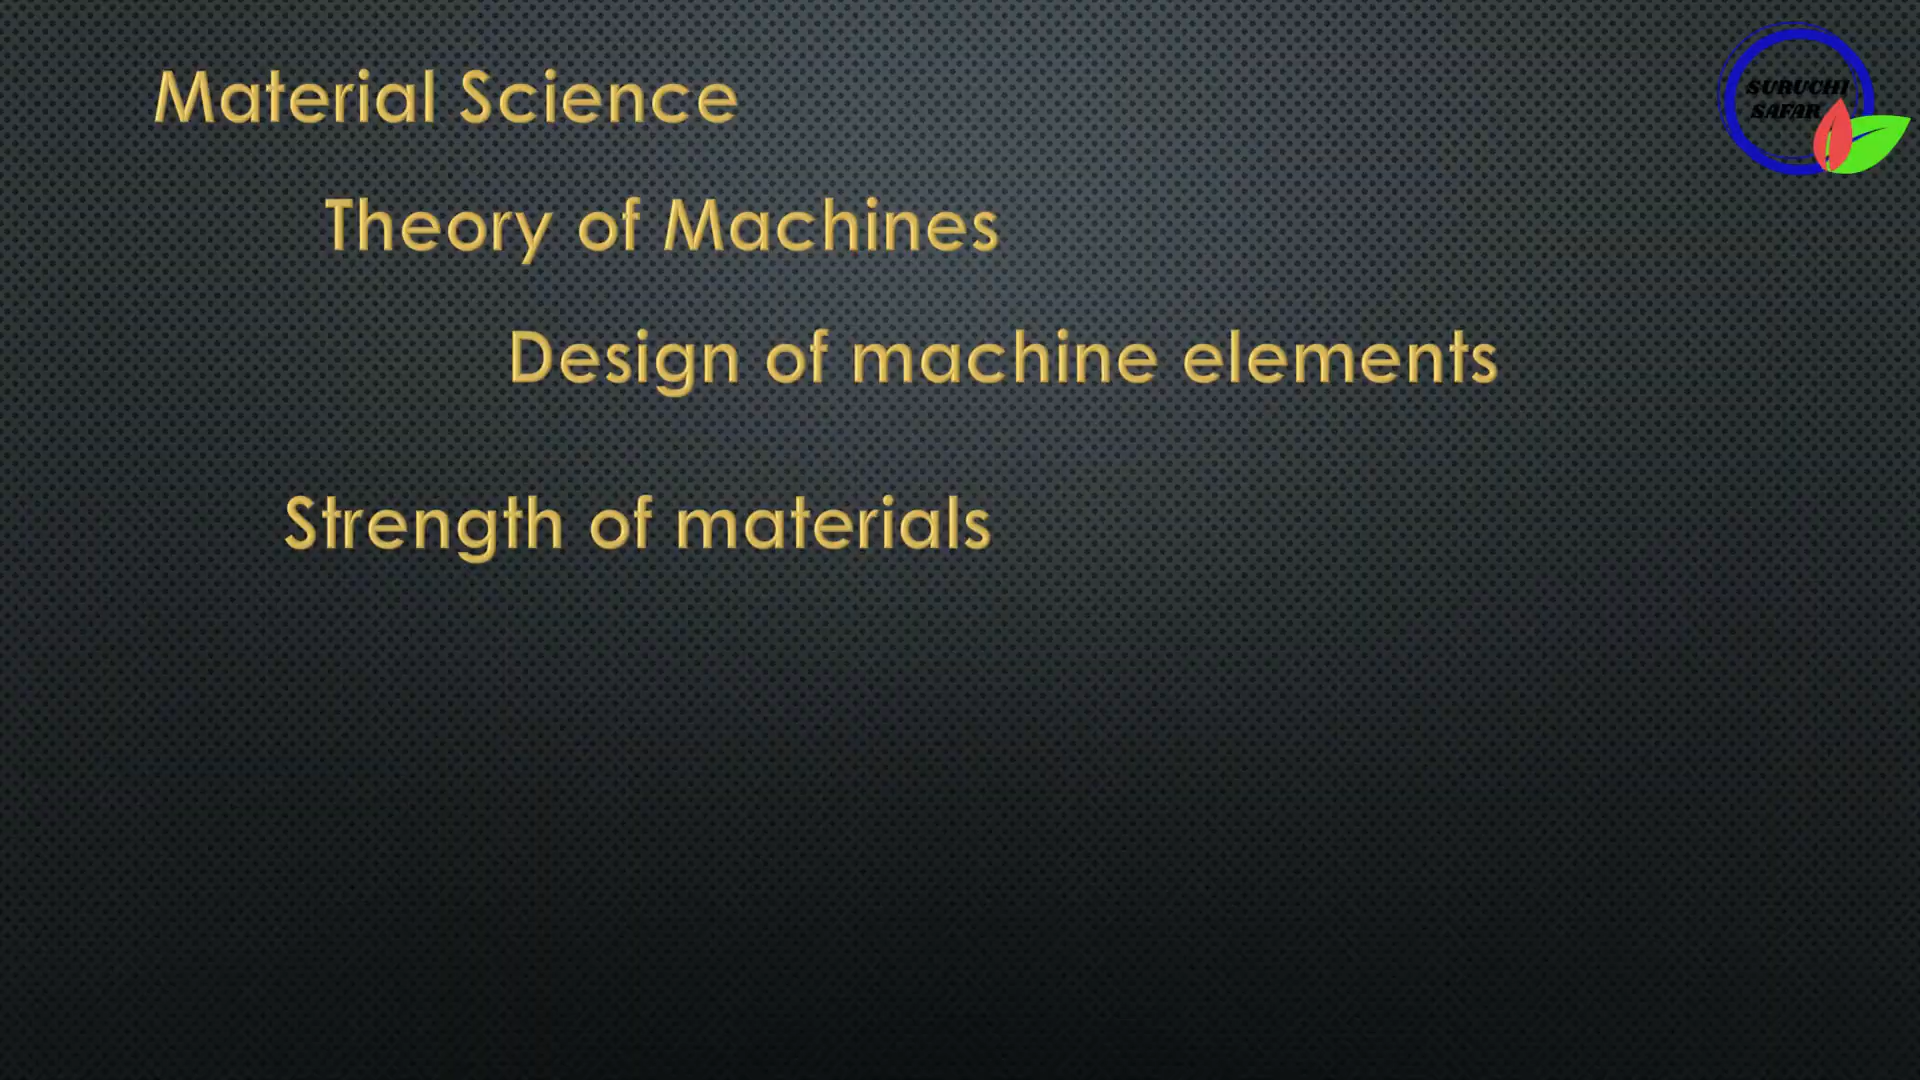 Material Science
SURUCHI
SAFAR
Theory of Machines
Design of machine elements
Strength of materials